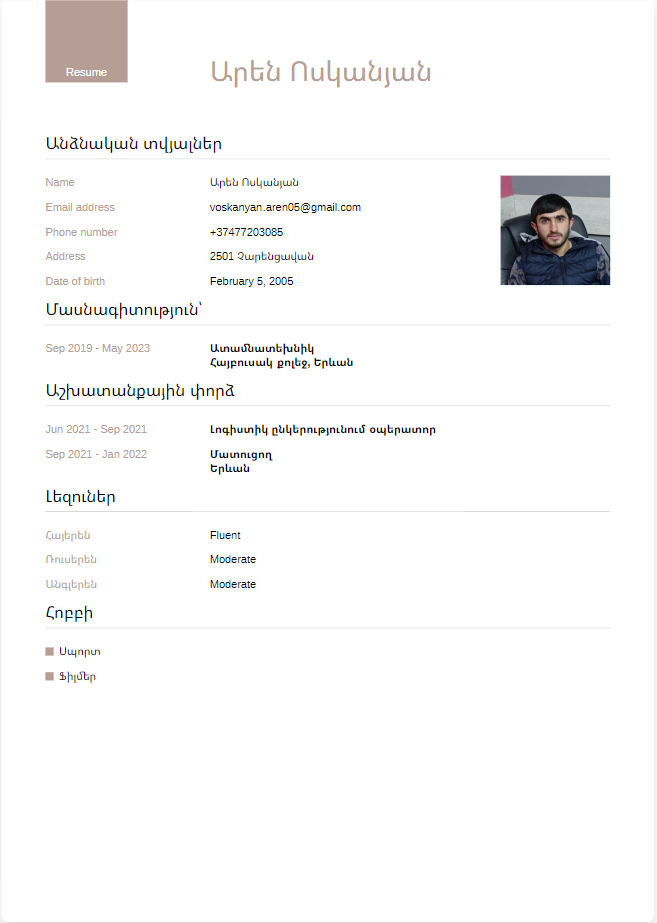 Resume
Արեն Ոսկանյան
Անձնական տվյալներ
Name Արեն Ոսկանյան
Email address voskanyan.aren05@gmail.com
Phone number +37477203085
Address 2501 Չարենցավան
Date of birth February 5, 2005
Մասնագիտություն՝
Sep 2019 - May 2023 Ատամնատեխնիկ
Հայբուսակ քոլեջ, Երևան
Աշխատանքային փորձ
Jun 2021 - Sep 2021 Լոգիստիկ ընկերությունում օպերատոր
Sep 2021 - Jan 2022 Մատուցող
Երևան
Լեզուներ
Հայերեն Fluent
Ռուսերեն Moderate
Անգլերեն Moderate
Հոբբի
Սպորտ
Ֆիլմեր